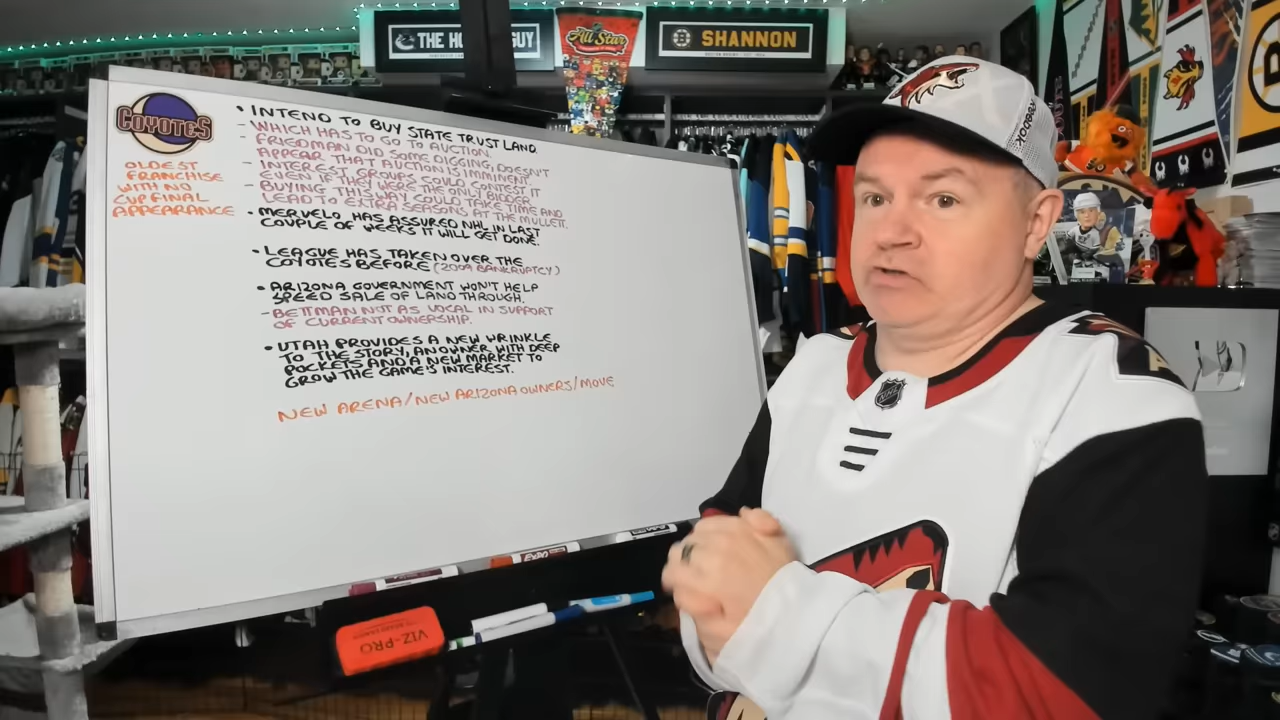 THE HO GUY
All Star
SHANNON
COYOTES
OLDEST
FRANCHISE
WITH NO
CUP FINAL
APPEARANCE
• INTEND TO BUY STATE TRUST LAND
- WHICH HAS TO GO TO AUCTION.
- FRIEDMAN DID SOME DIGGING, DOESN'T
APPEAR THAT AUCTION IS IMMINENT
- INTEREST GROUPS COULD CONTEST IT
EVEN IF THEY WERE THE ONLY BIDDER
- BUYING THIS WAY COULD TAKE TIME AND
LEAD TO EXTRA SEASONS AT THE MULLETT.
• MERUELO HAS ASSURED NHL IN LAST
COUPLE OF WEEKS IT WILL GET DONE.
• LEAGUE HAS TAKEN OVER THE
COYOTES BEFORE (2009 BANKRUPTCY)
• ARIZONA GOVERNMENT WON'T HELP
SPEED SALE OF LAND THROUGH.
- BETTMAN NOT AS VOCAL IN SUPPORT
OF CURRENT OWNERSHIP.
• UTAH PROVIDES A NEW WRINKLE
TO THE STORY, AN OWNER WITH DEEP
POCKETS AND A NEW MARKET TO
GROW THE GAME'S INTEREST.
NEW ARENA/NEW ARIZONA OWNERS/MOVE
EXPO
VIZ-PRO
NHL
REEBOK